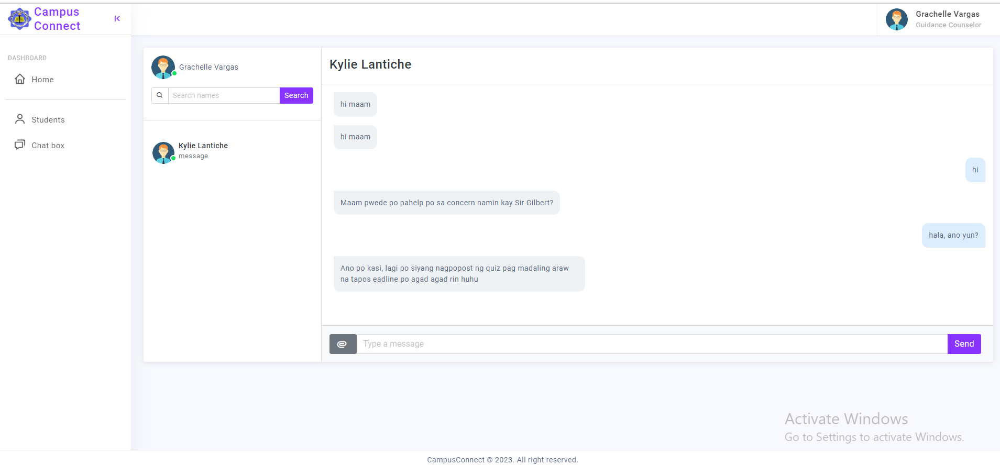 Campus
Connect
Grachelle Vargas
Guidance Counselor
DASHBOARD
Home
Students
Chat box
Grachelle Vargas
Search names
Search
Kylie Lantiche
message
Kylie Lantiche
hi maam
hi maam
hi
Maam pwede po pahelp po sa concern namin kay Sir Gilbert?
hala, ano yun?
Ano po kasi, lagi po siyang nagpopost ng quiz pag madaling araw
na tapos eadline po agad agad rin huhu
Type a message
Send
Activate Windows
Go to Settings to activate Windows.
CampusConnect © 2023. All right reserved.